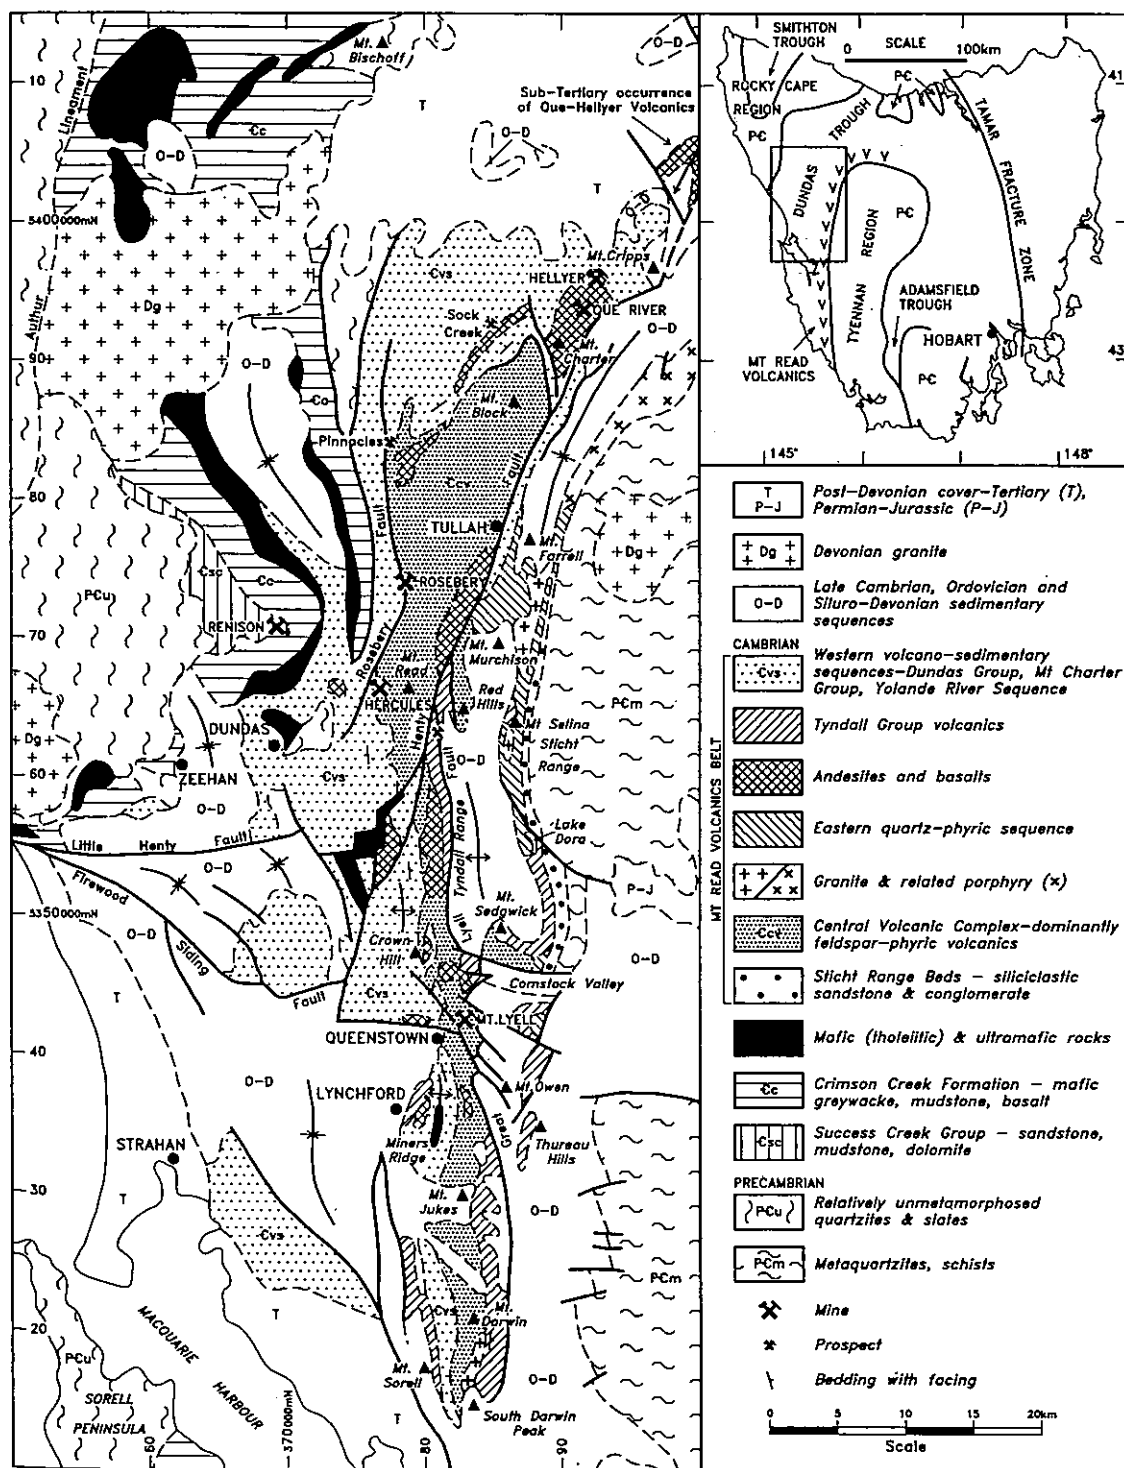 Mt.
Bischoff
O-D
10
Lineament
T
Sub-Tertiary occurrence
of Que-Hellyer Volcanics
Єc
O-D
O-D
T
O-D
5400000mN
Mt. Cripps
Cvs
HELLYER
Dg
Sock
Creek
QUE RIVER
Authur
O-D
90
O-D
Mt.
Charter
Mt.
Block
Pinnacles
Fault
80
Ccv
TULLAH
Fault
Mt.
Farrell
Dg
Csc
Cc
ROSEBERY
PCu
RENISON
70
Rosebery
Mt.
Murchison
Mt.
Read
Red
Hills
PCm
HERCULES
Mt Selina
DUNDAS
Henty
Sticht
Range
Dg
60
ZEEHAN
Cvs
Fault
O-D
O-D
Little Henty Fault
Tyndall Range
Lake
Dora
O-D
P-J
Firewood
Mt.
Sedgwick
5350000mN
O-D
Lyell
Siding
Crown
Hill
O-D
T
Fault
Cvs
Comstock Valley
MT. LYELL
QUEENSTOWN
40
O-D
LYNCHFORD
Mt. Owen
Great
STRAHAN
Miners
Ridge
Thureau
Hills
30
T
Mt.
Jukes
O-D
Cvs
PCm
T
Cvs
Mt.
Darwin
20
MACQUARIE
HARBOUR
PCu
Mt.
Sorell
O-D
SORELL
PENINSULA
T
South Darwin
Peak
60
370000mN
80
90
SMITHTON
TROUGH
0 SCALE 100km
ROCKY CAPE
REGION
PЄ
PЄ
TROUGH
41
TAMAR
FRACTURE
ZONE
DUNDAS
PЄ
TYENNAN
REGION
ADAMSFIELD
TROUGH
HOBART
MT READ
VOLCANICS
PЄ
43
145°
148°
T
P-J
Post-Devonian cover-Tertiary (T),
Permian-Jurassic (P-J)
Dg
Devonian granite
O-D
Late Cambrian, Ordovician and
Siluro-Devonian sedimentary
sequences
CAMBRIAN
MT READ VOLCANICS BELT
Cvs
Western volcano-sedimentary
sequences-Dundas Group, Mt Charter
Group, Yolande River Sequence
Tyndall Group volcanics
Andesites and basalts
Eastern quartz-phyric sequence
Granite & related porphyry (x)
Ccv
Central Volcanic Complex-dominantly
feldspar-phyric volcanics
Sticht Range Beds - siliciclastic
sandstone & conglomerate
Mafic (tholeiitic) & ultramafic rocks
Єc
Crimson Creek Formation - mafic
greywacke, mudstone, basalt
Csc
Success Creek Group - sandstone,
mudstone, dolomite
PRECAMBRIAN
PCu
Relatively unmetamorphosed
quartzites & slates
PCm
Metaquartzites, schists
Mine
Prospect
Bedding with facing
0 5 10 15 20km
Scale